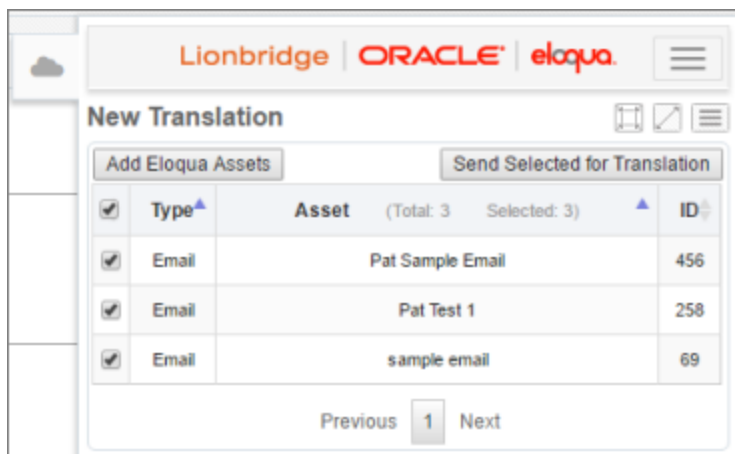 Lionbridge | ORACLE® | eloqua.
New Translation
Add Eloqua Assets Send Selected for Translation
Type Asset (Total: 3 Selected: 3) ID
Email Pat Sample Email 456
Email Pat Test 1 258
Email sample email 69
Previous 1 Next